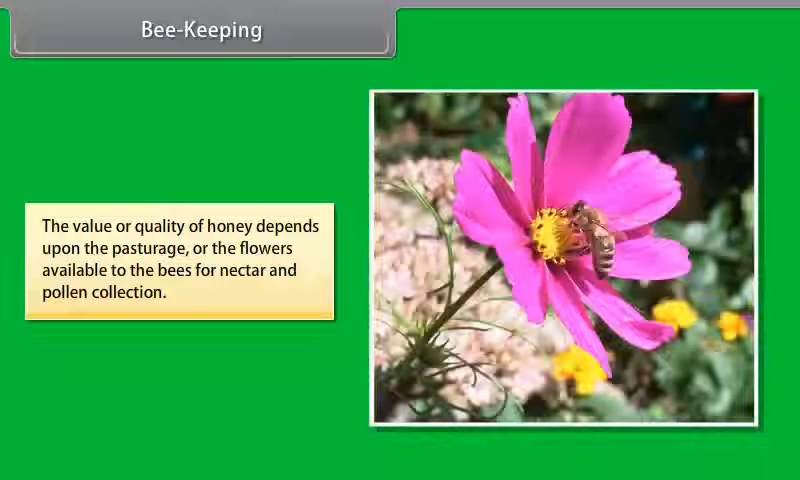 Bee-Keeping
The value or quality of honey depends
upon the pasturage, or the flowers
available to the bees for nectar and
pollen collection.